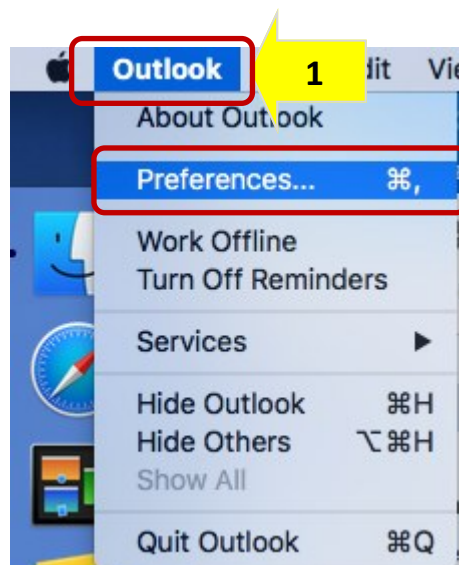 Outlook 1 dit Vie
About Outlook
Preferences... ⌘,
Work Offline
Turn Off Reminders
Services ▶
Hide Outlook ⌘H
Hide Others ⌥⌘H
Show All
Quit Outlook ⌘Q